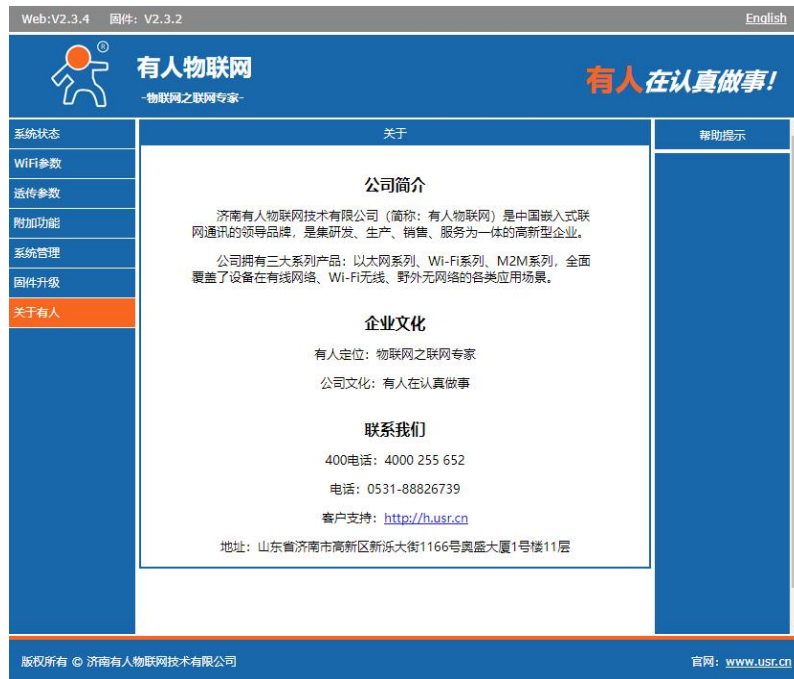 Web:V2.3.4 固件: V2.3.2 English
®
有人物联网
-物联网之联网专家-
有人在认真做事!
系统状态
WiFi参数
透传参数
附加功能
系统管理
固件升级
关于有人
关于
公司简介
济南有人物联网技术有限公司（简称：有人物联网）是中国嵌入式联
网通讯的领导品牌，是集研发、生产、销售、服务为一体的高新型企业。
公司拥有三大系列产品：以太网系列、Wi-Fi系列、M2M系列，全面
覆盖了设备在有线网络、Wi-Fi无线、野外无网络的各类应用场景。
企业文化
有人定位：物联网之联网专家
公司文化：有人在认真做事
联系我们
400电话：4000 255 652
电话：0531-88826739
客户支持：http://h.usr.cn
地址：山东省济南市高新区新泺大街1166号奥盛大厦1号楼11层
帮助提示
版权所有 © 济南有人物联网技术有限公司
官网：www.usr.cn